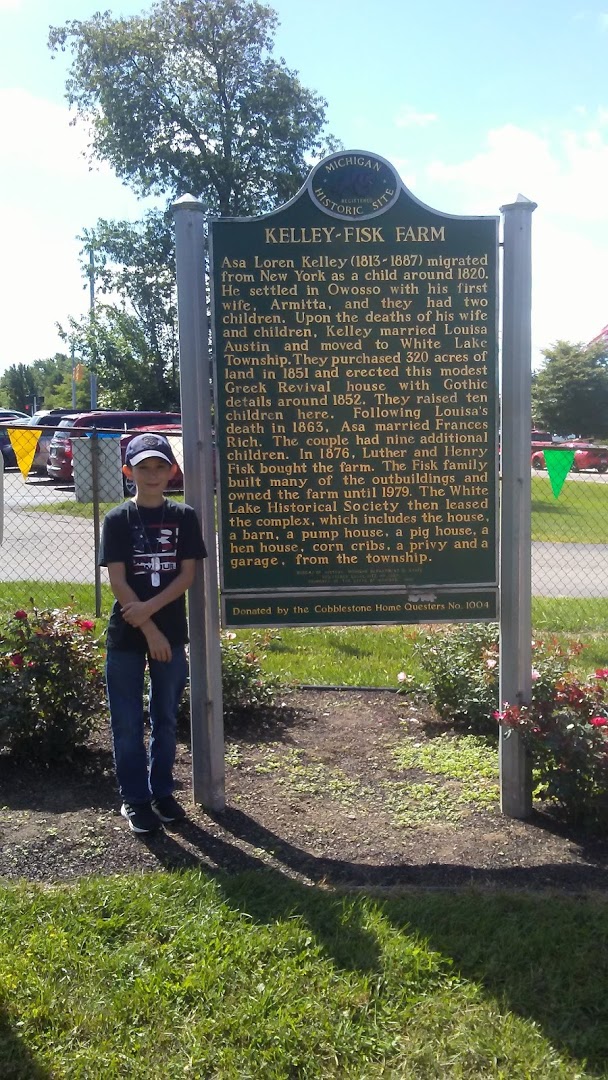 MICHIGAN
REGISTERED
HISTORIC SITE
KELLEY-FISK FARM
Asa Loren Kelley (1813-1887) migrated
from New York as a child around 1820.
He settled in Owosso with his first
wife, Armitta, and they had two
children. Upon the deaths of his wife
and children, Kelley married Louisa
Austin and moved to White Lake
Township. They purchased 320 acres of
land in 1851 and erected this modest
Greek Revival house with Gothic
details around 1852. They raised ten
children here. Following Louisa's
death in 1863, Asa married Frances
Rich. The couple had nine additional
children. In 1876, Luther and Henry
Fisk bought the farm. The Fisk family
built many of the outbuildings and
owned the farm until 1979. The White
Lake Historical Society then leased
the complex, which includes the house,
a barn, a pump house, a pig house, a
hen house, corn cribs, a privy and a
garage, from the township.
Donated by the Cobblestone Home Questers No. 1004